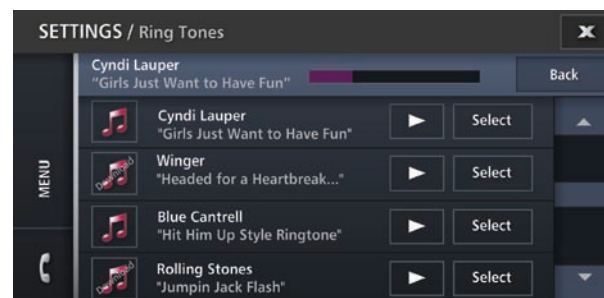 SETTINGS / Ring Tones
Cyndi Lauper
"Girls Just Want to Have Fun"
Back
Cyndi Lauper
"Girls Just Want to Have Fun"
Select
MENU
Download
Winger
"Headed for a Heartbreak..."
Select
Blue Cantrell
"Hit Him Up Style Ringtone"
Select
Download
Rolling Stones
"Jumpin Jack Flash"
Select